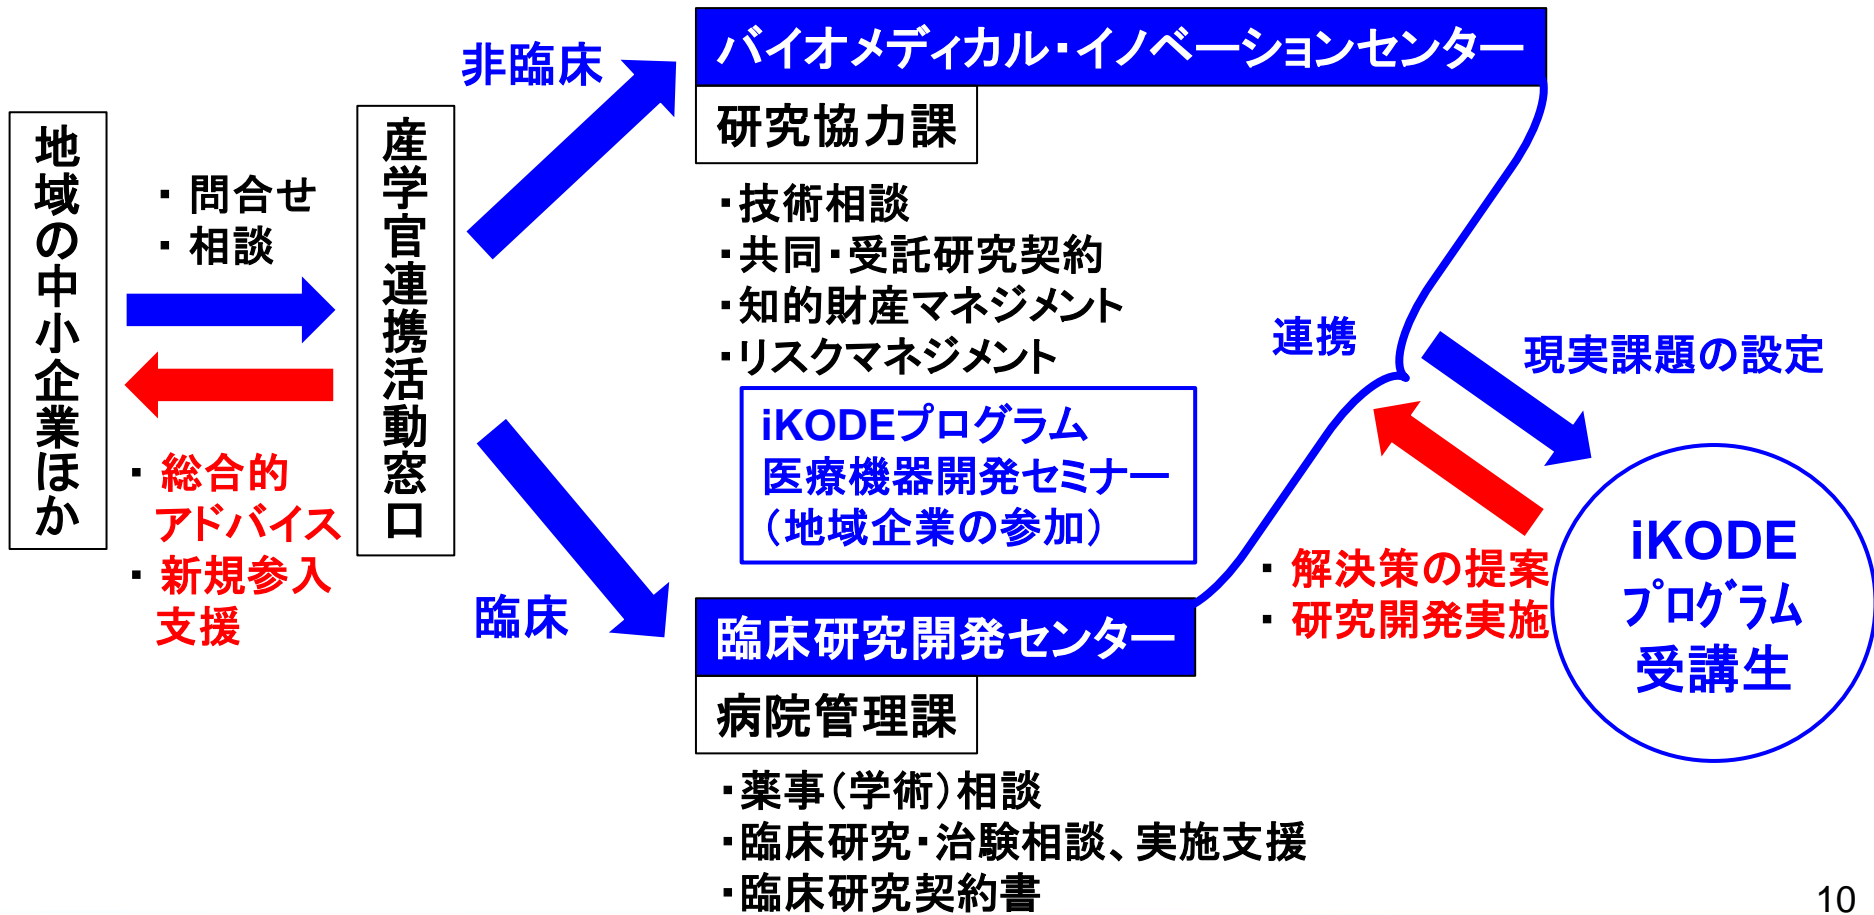 地域の中小企業ほか
・ 問合せ
・ 相談
・ 総合的
アドバイス
・ 新規参入
支援
産学官連携活動窓口
非臨床
臨床
バイオメディカル・イノベーションセンター
研究協力課
・技術相談
・共同・受託研究契約
・知的財産マネジメント
・リスクマネジメント
iKODEプログラム
医療機器開発セミナー
（地域企業の参加）
臨床研究開発センター
病院管理課
・薬事（学術）相談
・臨床研究・治験相談、実施支援
・臨床研究契約書
連携
現実課題の設定
・ 解決策の提案
・ 研究開発実施
iKODE
プログラム
受講生
10